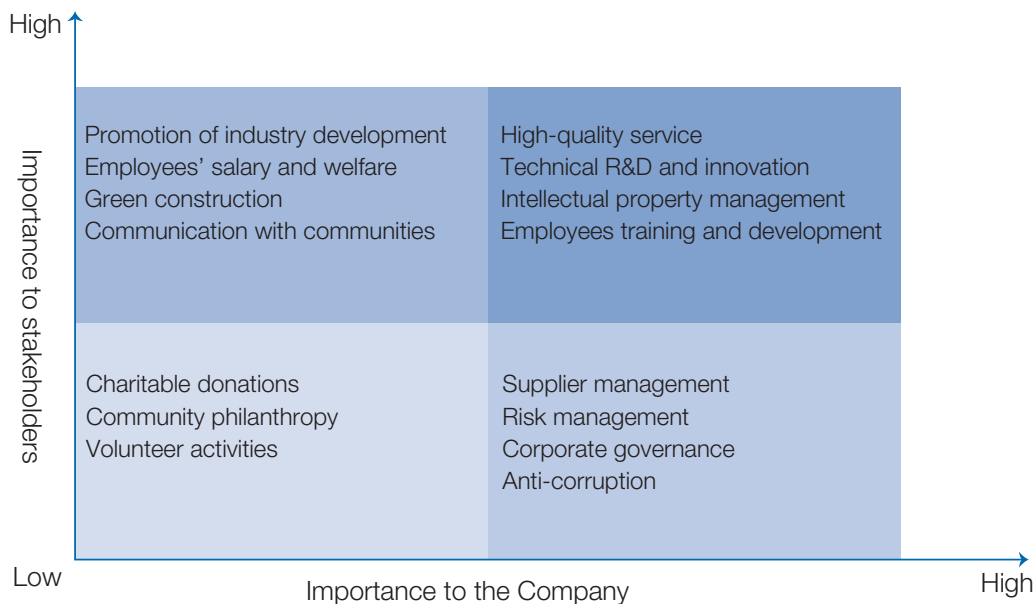 High
Importance to stakeholders
Promotion of industry development
Employees’ salary and welfare
Green construction
Communication with communities
High-quality service
Technical R&D and innovation
Intellectual property management
Employees training and development
Charitable donations
Community philanthropy
Volunteer activities
Supplier management
Risk management
Corporate governance
Anti-corruption
Low
Importance to the Company
High